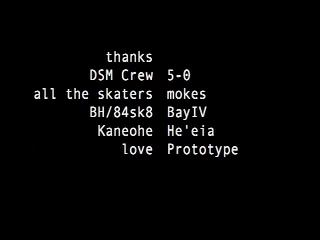 thanks
DSM Crew 5-0
all the skaters mokes
BH/84sk8 BayIV
Kaneohe He'eia
love Prototype